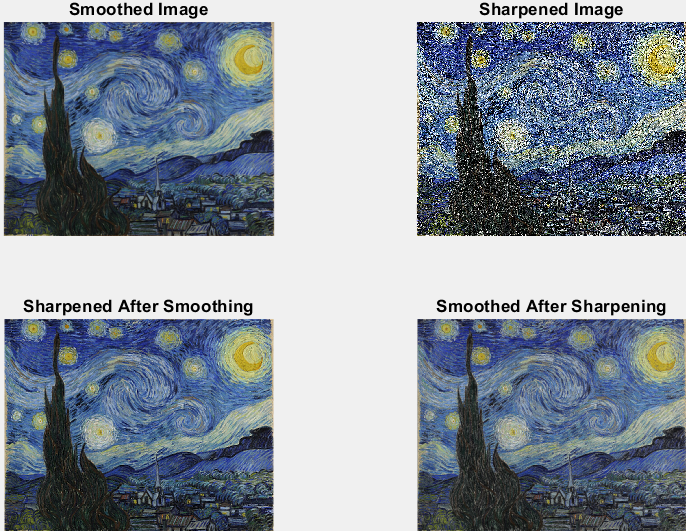 Smoothed Image
Sharpened Image
Sharpened After Smoothing
Smoothed After Sharpening